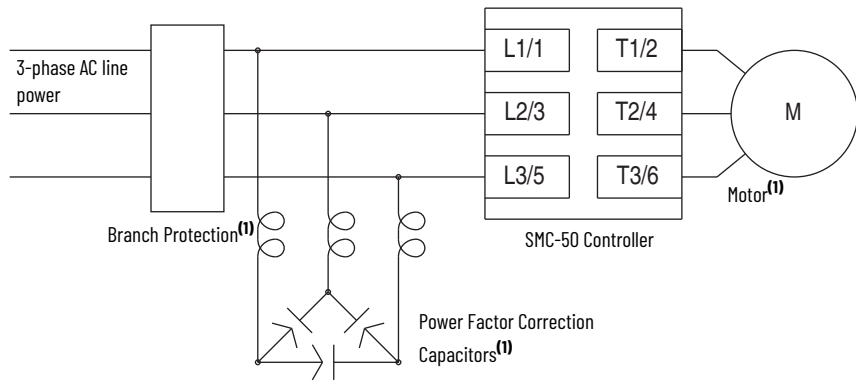 3-phase AC line
power
L1/1
T1/2
L2/3
T2/4
M
L3/5
T3/6
Motor(1)
Branch Protection(1)
SMC-50 Controller
Power Factor Correction
Capacitors(1)